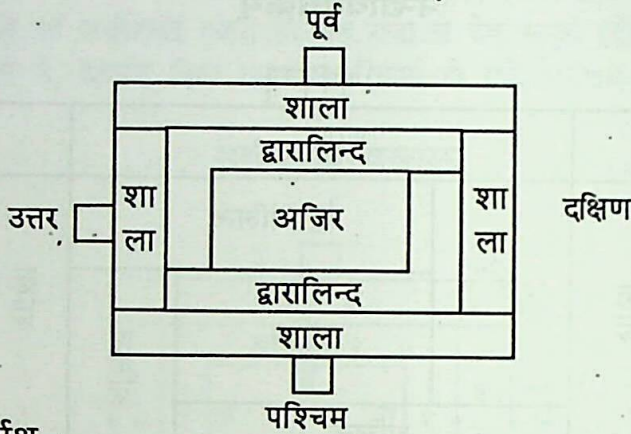 पूर्व
शाला
द्वारालिन्द
उत्तर
शा
ला
अजिर
शा
ला
दक्षिण
द्वारालिन्द
शाला
पश्चिम